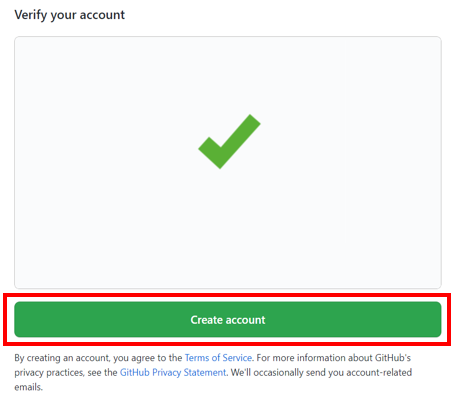 Verify your account
Create account
By creating an account, you agree to the Terms of Service. For more information about GitHub's
privacy practices, see the GitHub Privacy Statement. We'll occasionally send you account-related
emails.